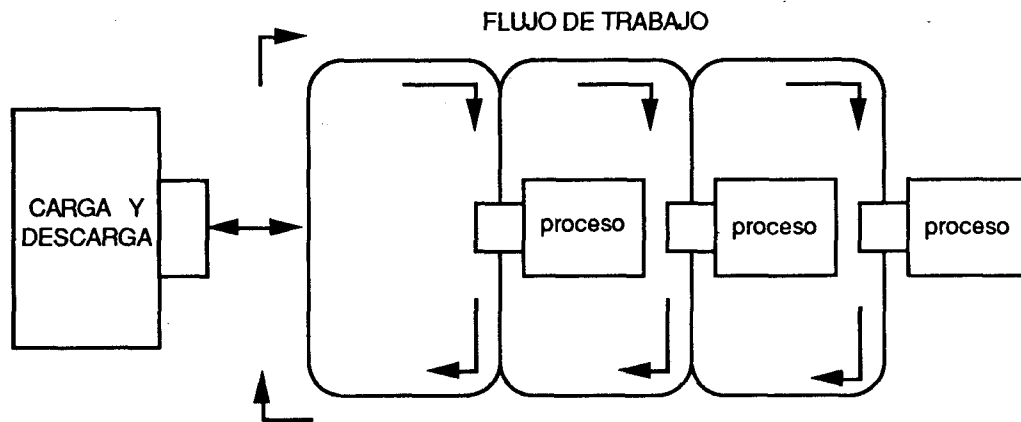 FLUJO DE TRABAJO
CARGA Y
DESCARGA
proceso
proceso
proceso